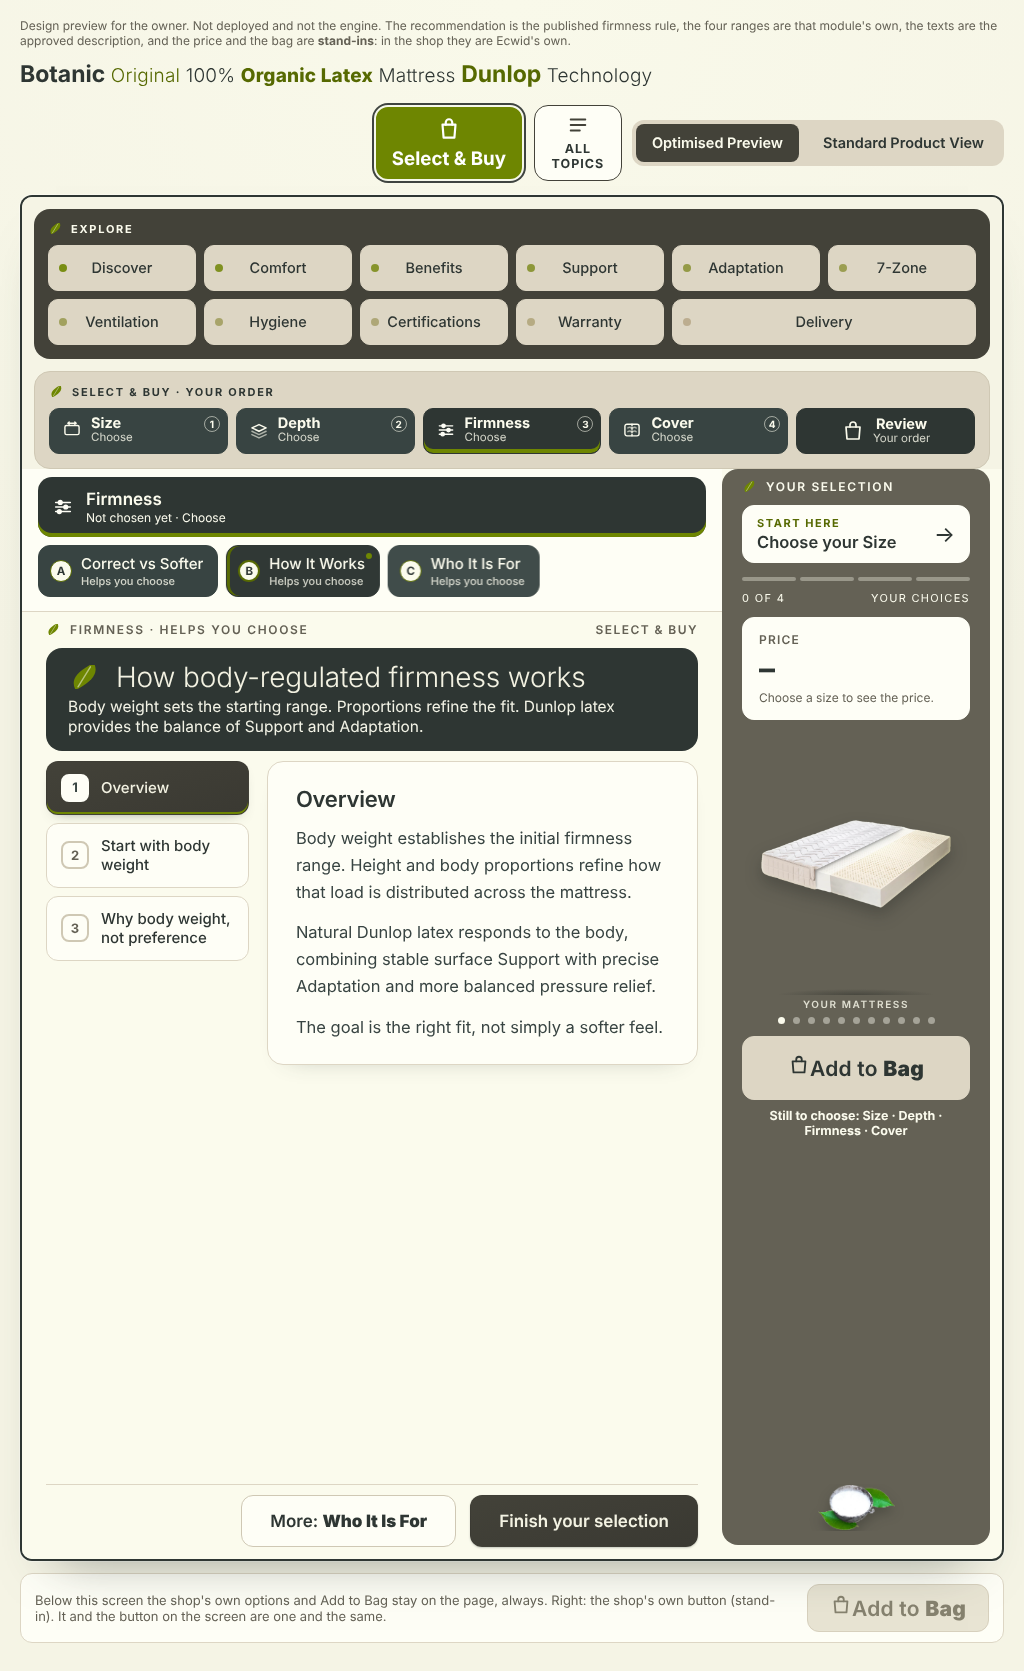 Design preview for the owner. Not deployed and not the engine. The recommendation is the published firmness rule, the four ranges are that module's own, the texts are the
approved description, and the price and the bag are stand-ins: in the shop they are Ecwid's own.
Botanic Original 100% Organic Latex Mattress Dunlop Technology
Select & Buy
ALL
TOPICS
Optimised Preview
Standard Product View
EXPLORE
Discover
Comfort
Benefits
Support
Adaptation
7-Zone
Ventilation
Hygiene
Certifications
Warranty
Delivery
SELECT & BUY · YOUR ORDER
Size
Choose
1
Depth
Choose
2
Firmness
Choose
3
Cover
Choose
4
Review
Your order
Firmness
Not chosen yet · Choose
A
Correct vs Softer
Helps you choose
B
How It Works
Helps you choose
C
Who It Is For
Helps you choose
FIRMNESS · HELPS YOU CHOOSE
SELECT & BUY
How body-regulated firmness works
Body weight sets the starting range. Proportions refine the fit. Dunlop latex
provides the balance of Support and Adaptation.
1
Overview
2
Start with body
weight
3
Why body weight,
not preference
Overview
Body weight establishes the initial firmness
range. Height and body proportions refine how
that load is distributed across the mattress.
Natural Dunlop latex responds to the body,
combining stable surface Support with precise
Adaptation and more balanced pressure relief.
The goal is the right fit, not simply a softer feel.
More: Who It Is For
Finish your selection
YOUR SELECTION
START HERE
Choose your Size
0 OF 4
YOUR CHOICES
PRICE
–
Choose a size to see the price.
YOUR MATTRESS
Add to Bag
Still to choose: Size · Depth ·
Firmness · Cover
Below this screen the shop's own options and Add to Bag stay on the page, always. Right: the shop's own button (stand-
in). It and the button on the screen are one and the same.
Add to Bag